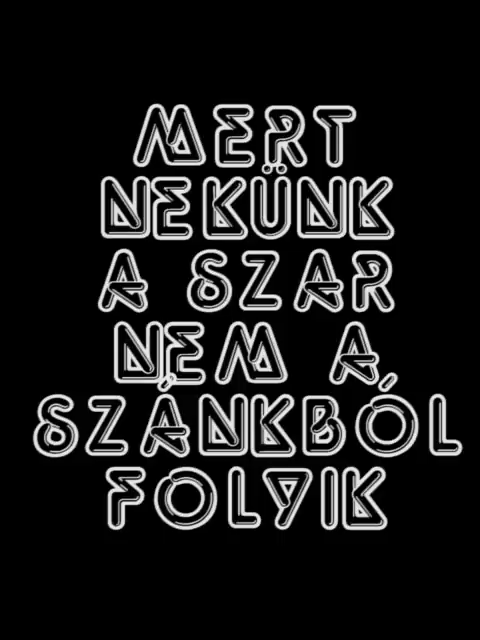 MERT
NEKÜNK
A SZAR
NEM A
SZÁNKBÓL
FOLYIK